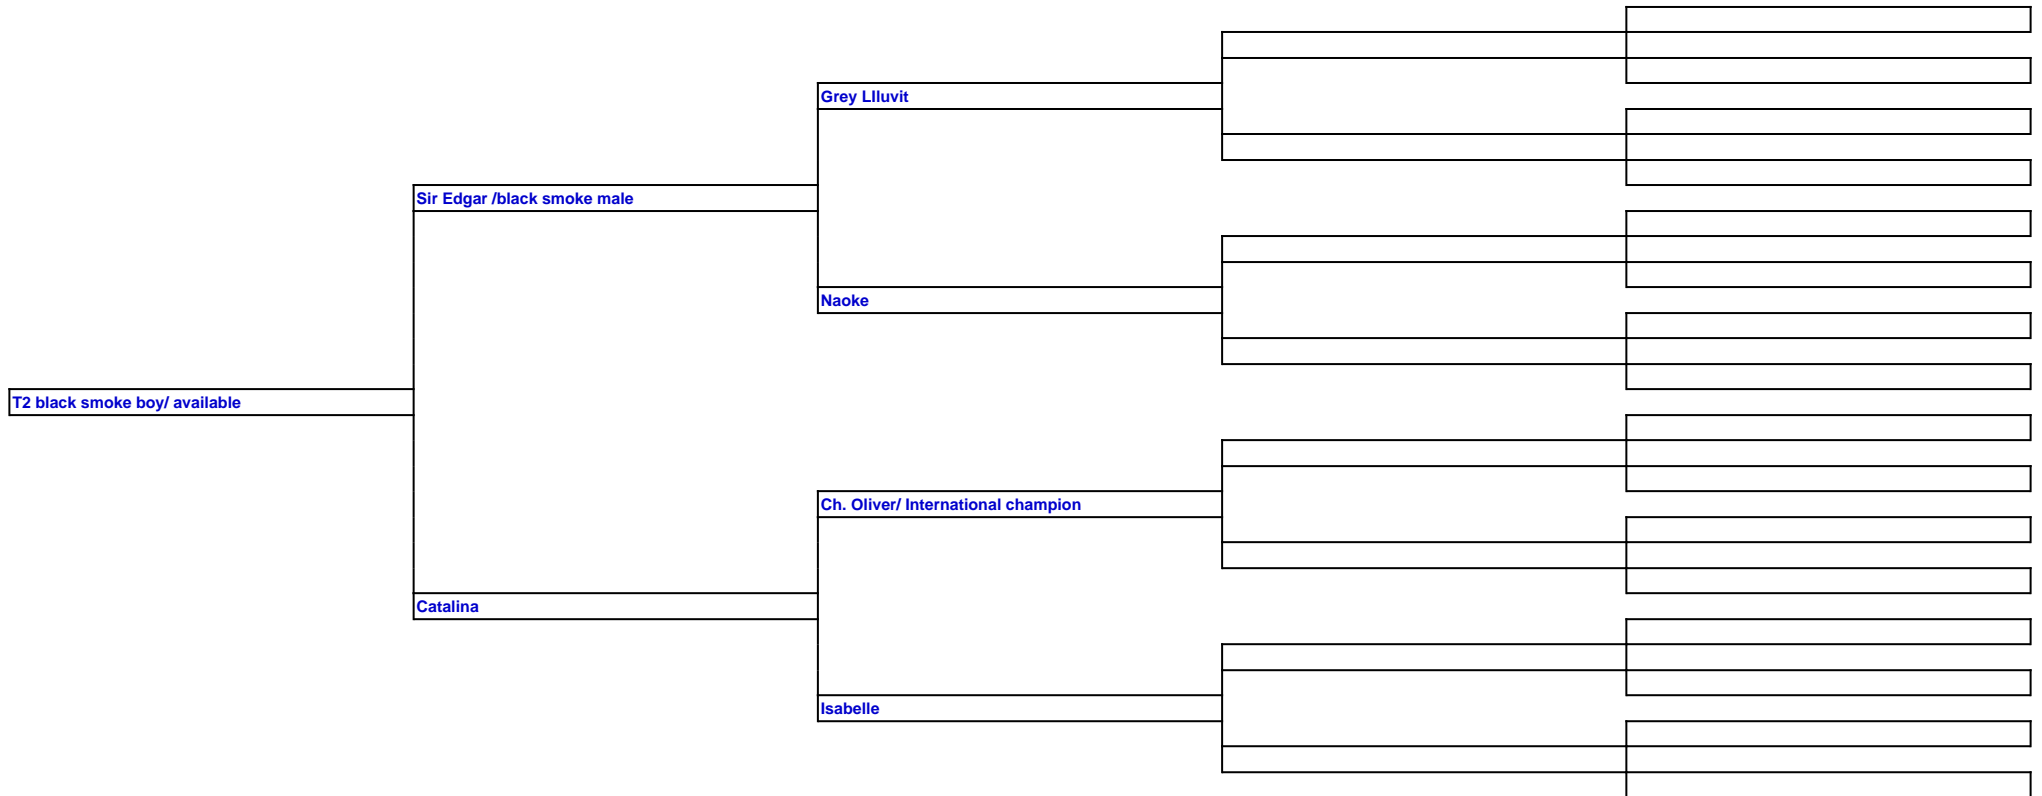 Grey Llluvit
Sir Edgar /black smoke male
Naoke
T2 black smoke boy/ available
Ch. Oliver/ International champion
Catalina
Isabelle